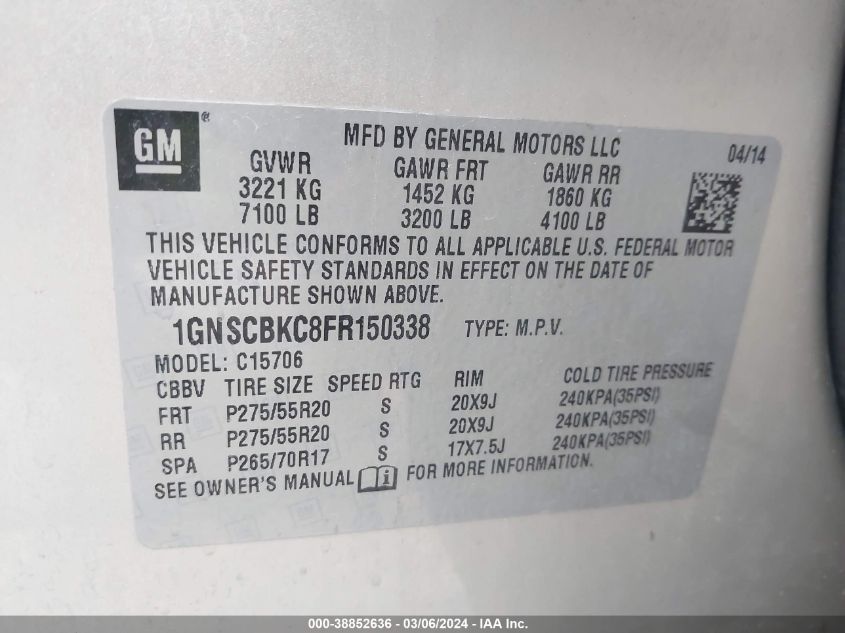 GM ®
MFD BY GENERAL MOTORS LLC 04/14
GVWR GAWR FRT GAWR RR
3221 KG 1452 KG 1860 KG
7100 LB 3200 LB 4100 LB
THIS VEHICLE CONFORMS TO ALL APPLICABLE U.S. FEDERAL MOTOR
VEHICLE SAFETY STANDARDS IN EFFECT ON THE DATE OF
MANUFACTURE SHOWN ABOVE.
1GNSCBKC8FR150338 TYPE: M.P.V.
MODEL: C15706
CBBV TIRE SIZE SPEED RTG RIM COLD TIRE PRESSURE
FRT P275/55R20 S 20X9J 240KPA(35PSI)
RR P275/55R20 S 20X9J 240KPA(35PSI)
SPA P265/70R17 S 17X7.5J 240KPA(35PSI)
SEE OWNER'S MANUAL i FOR MORE INFORMATION.
000-38852636 - 03/06/2024 - IAA Inc.